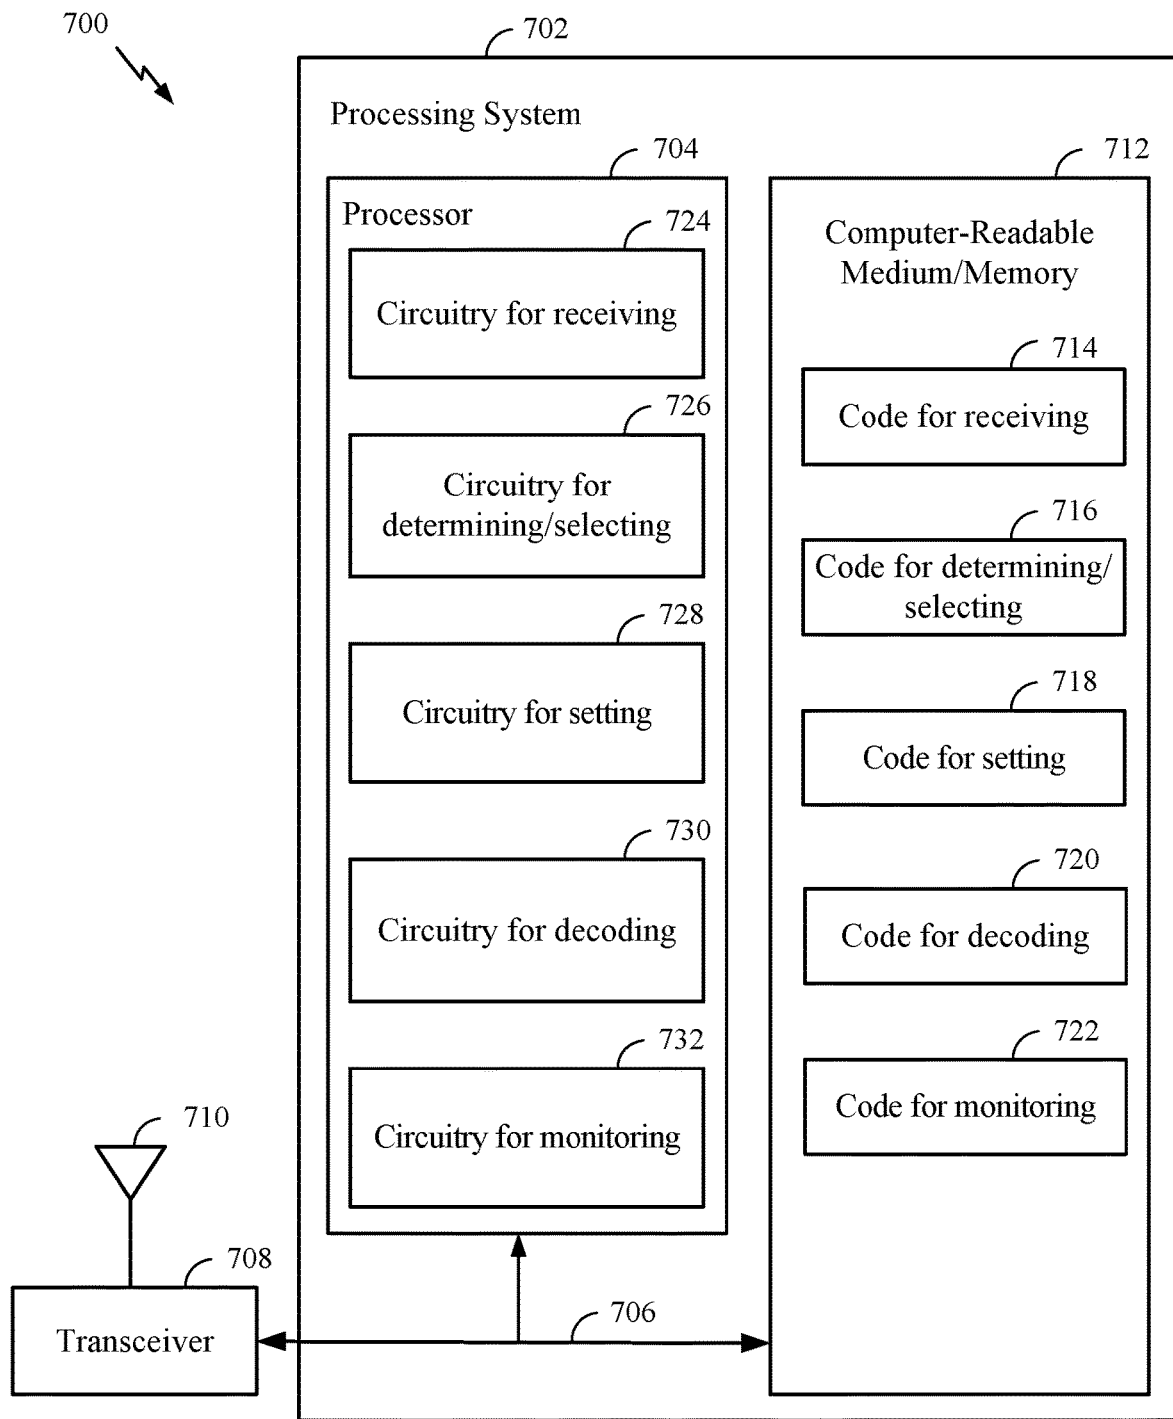 700
702
Processing System
704
Processor
724
Circuitry for receiving
726
Circuitry for
determining/selecting
728
Circuitry for setting
730
Circuitry for decoding
732
Circuitry for monitoring
712
Computer-Readable
Medium/Memory
714
Code for receiving
716
Code for determining/
selecting
718
Code for setting
720
Code for decoding
722
Code for monitoring
710
708
Transceiver
706